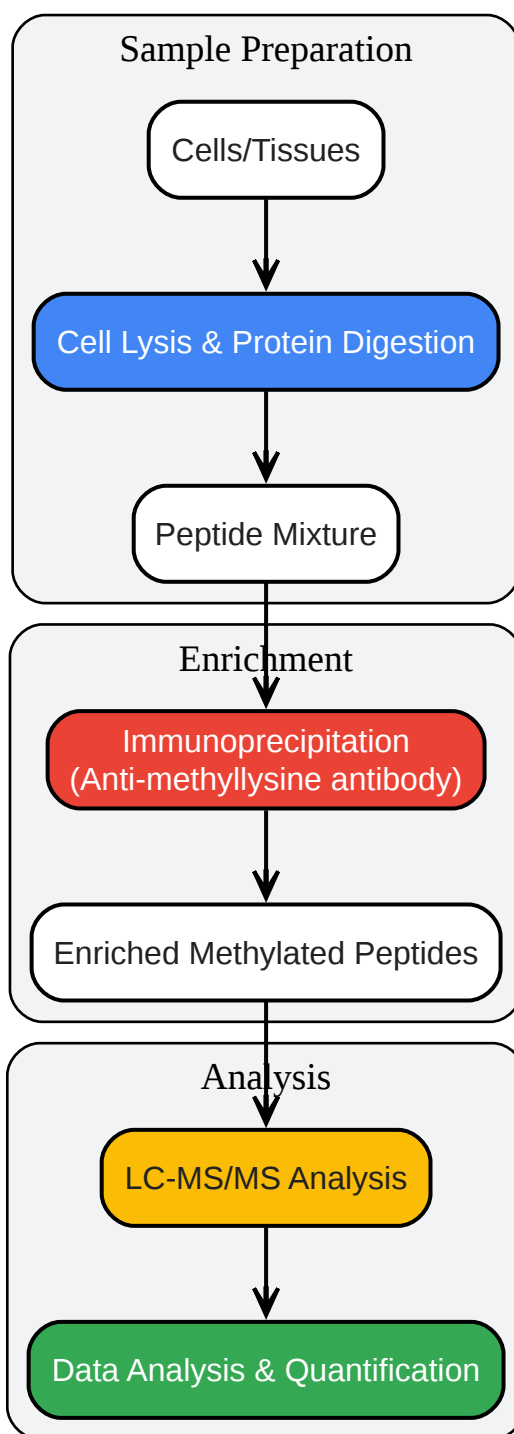 Sample Preparation
Cells/Tissues
Cell Lysis & Protein Digestion
Peptide Mixture
Enrichment
Immunoprecipitation
(Anti-methyllysine antibody)
Enriched Methylated Peptides
Analysis
LC-MS/MS Analysis
Data Analysis & Quantification